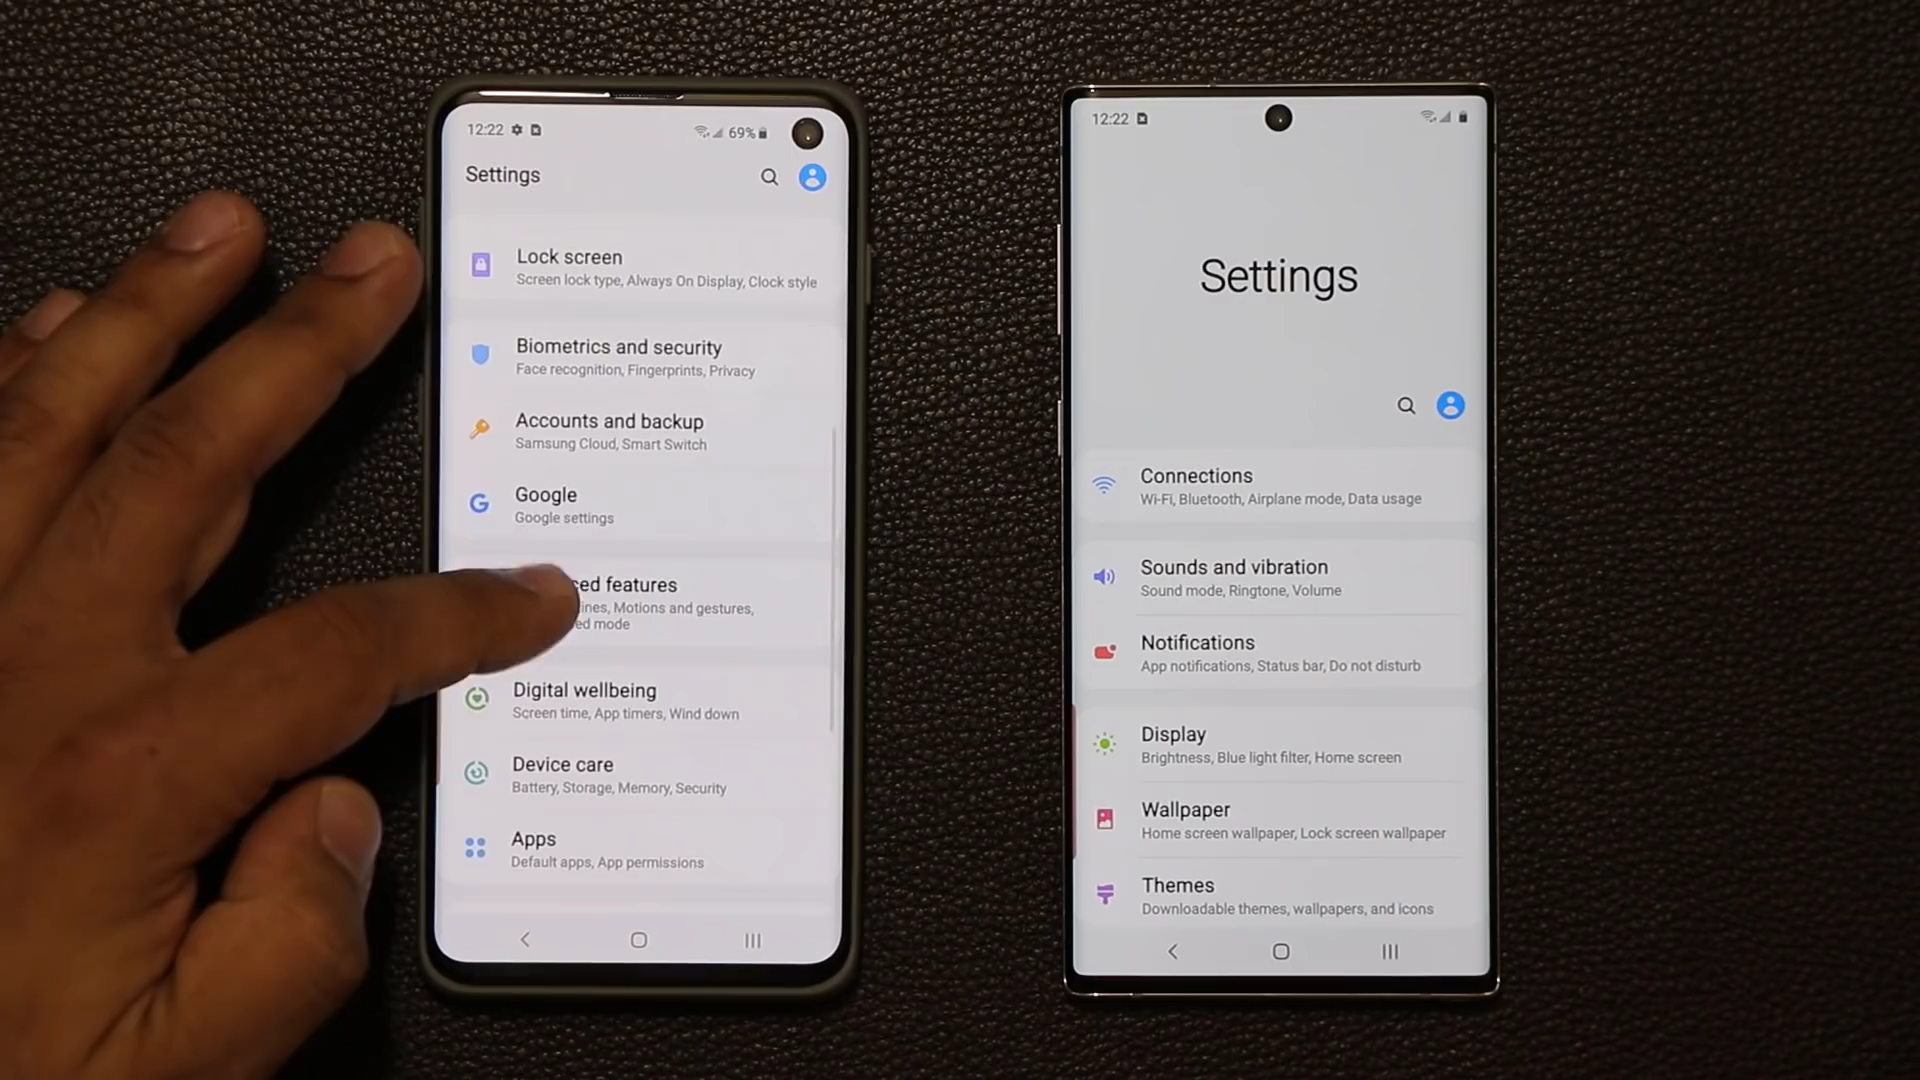 12:22
69%
Settings
Lock screen
Screen lock type, Always On Display, Clock style
Biometrics and security
Face recognition, Fingerprints, Privacy
Accounts and backup
Samsung Cloud, Smart Switch
Google
Google settings
ced features
ines, Motions and gestures,
ed mode
Digital wellbeing
Screen time, App timers, Wind down
Device care
Battery, Storage, Memory, Security
Apps
Default apps, App permissions
12:22
Settings
Connections
Wi-Fi, Bluetooth, Airplane mode, Data usage
Sounds and vibration
Sound mode, Ringtone, Volume
Notifications
App notifications, Status bar, Do not disturb
Display
Brightness, Blue light filter, Home screen
Wallpaper
Home screen wallpaper, Lock screen wallpaper
Themes
Downloadable themes, wallpapers, and icons